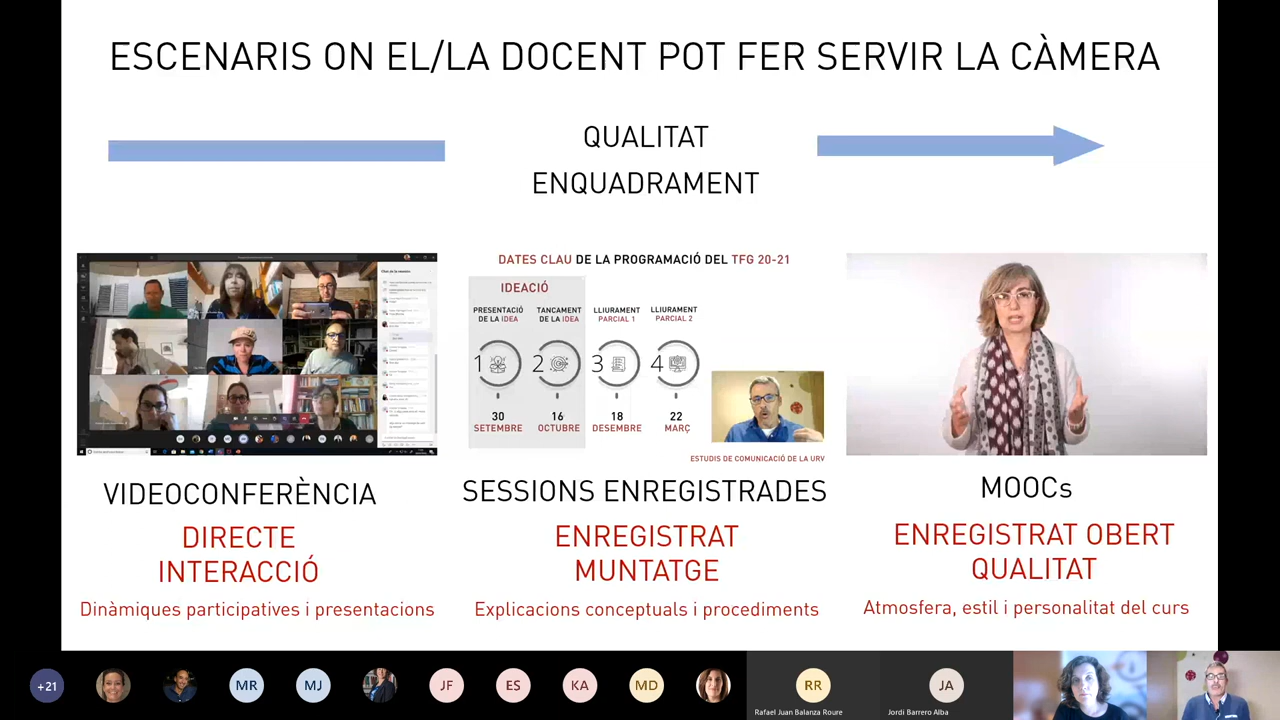 ESCENARIS ON EL/LA DOCENT POT FER SERVIR LA CÀMERA
QUALITAT
ENQUADRAMENT
DATES CLAU DE LA PROGRAMACIÓ DEL TFG 20-21
IDEACIÓ
PRESENTACIÓ DE LA IDEA
TANCAMENT DE LA IDEA
LLIURAMENT PARCIAL 1
LLIURAMENT PARCIAL 2
1
2
3
4
30 SETEMBRE
OCTUBRE
18 DESEMBRE
22 MARÇ
ESTUDIS DE COMUNICACIÓ DE LA URV
VIDEOCONFERÈNCIA
DIRECTE
INTERACCIÓ
Dinàmiques participatives i presentacions
SESSIONS ENREGISTRADES
ENREGISTRAT
MUNTATGE
Explicacions conceptuals i procediments
MOOCs
ENREGISTRAT OBERT
QUALITAT
Atmosfera, estil i personalitat del curs
+21
MR
MJ
JF
ES
KA
MD
RR
Rafael Juan Balanza Roure
JA
Jordi Barrero Alba